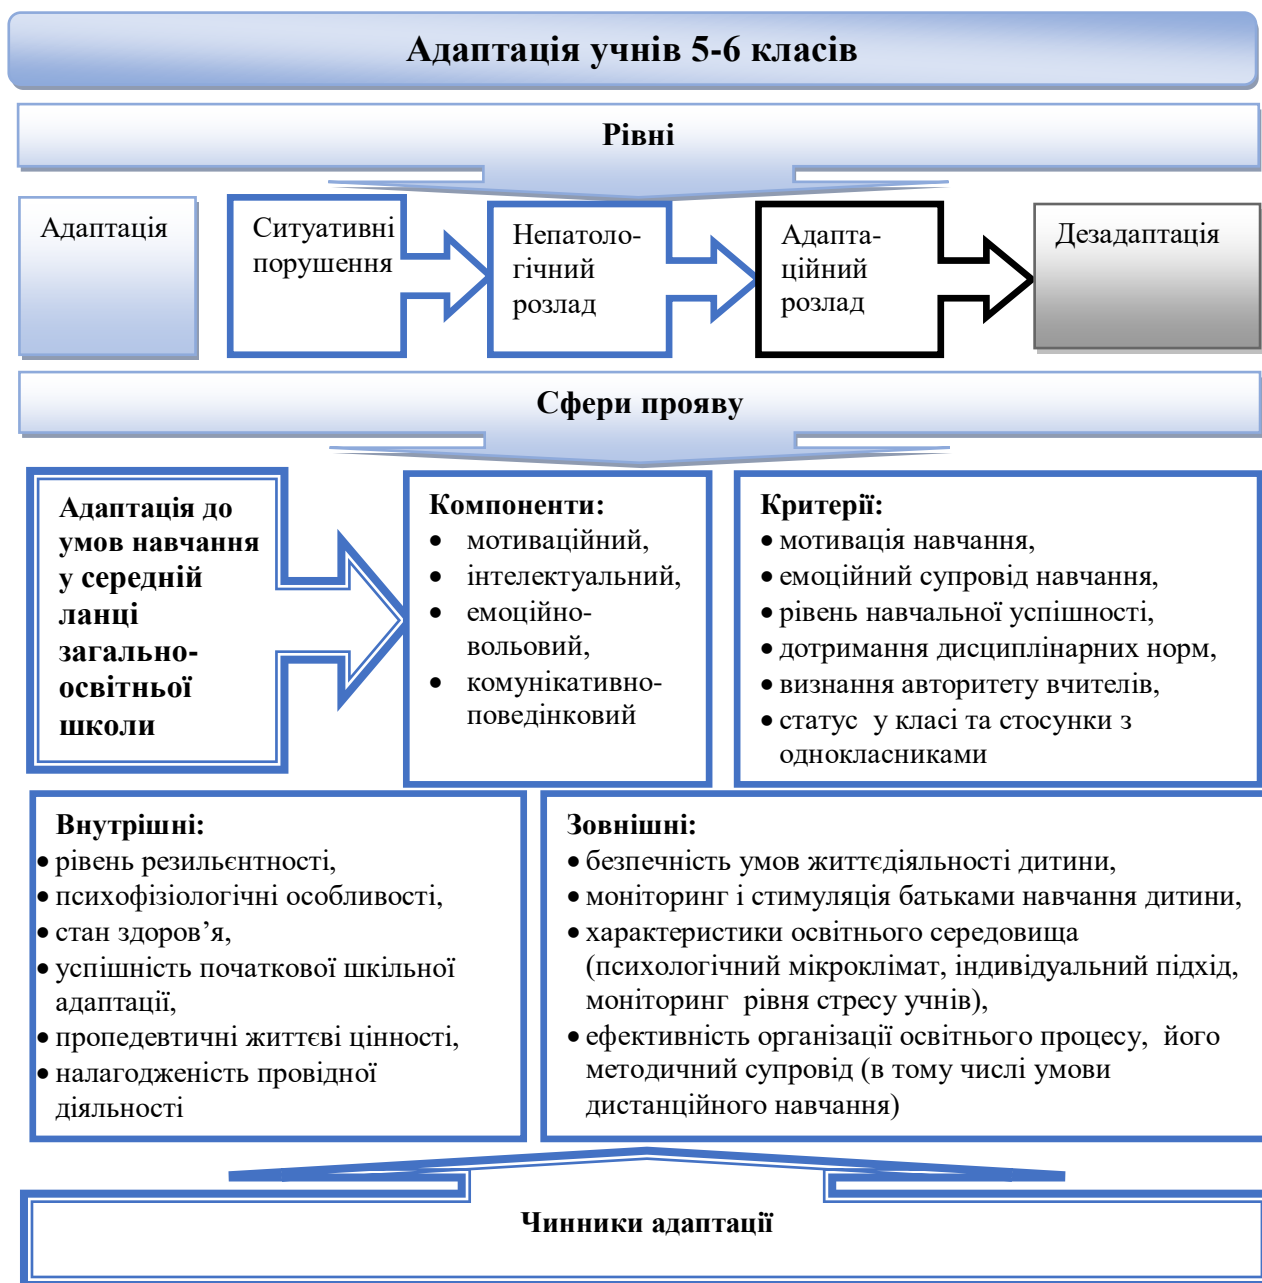 Адаптація учнів 5-6 класів
Рівні
Адаптація
Ситуативні
порушення
Непатоло-
гічний
розлад
Адапта-
ційний
розлад
Дезадаптація
Сфери прояву
Адаптація до
умов навчання
у середній
ланці
загально-
освітньої
школи
Компоненти:
• мотиваційний,
• інтелектуальний,
• емоційно-
вольовий,
• комунікативно-
поведінковий
Критерії:
• мотивація навчання,
• емоційний супровід навчання,
• рівень навчальної успішності,
• дотримання дисциплінарних норм,
• визнання авторитету вчителів,
• статус у класі та стосунки з
однокласниками
Внутрішні:
• рівень резильєнтності,
• психофізіологічні особливості,
• стан здоров’я,
• успішність початкової шкільної
адаптації,
• пропедевтичні життєві цінності,
• налагодженість провідної
діяльності
Зовнішні:
• безпечність умов життєдіяльності дитини,
• моніторинг і стимуляція батьками навчання дитини,
• характеристики освітнього середовища
(психологічний мікроклімат, індивідуальний підхід,
моніторинг рівня стресу учнів),
• ефективність організації освітнього процесу, його
методичний супровід (в тому числі умови
дистанційного навчання)
Чинники адаптації